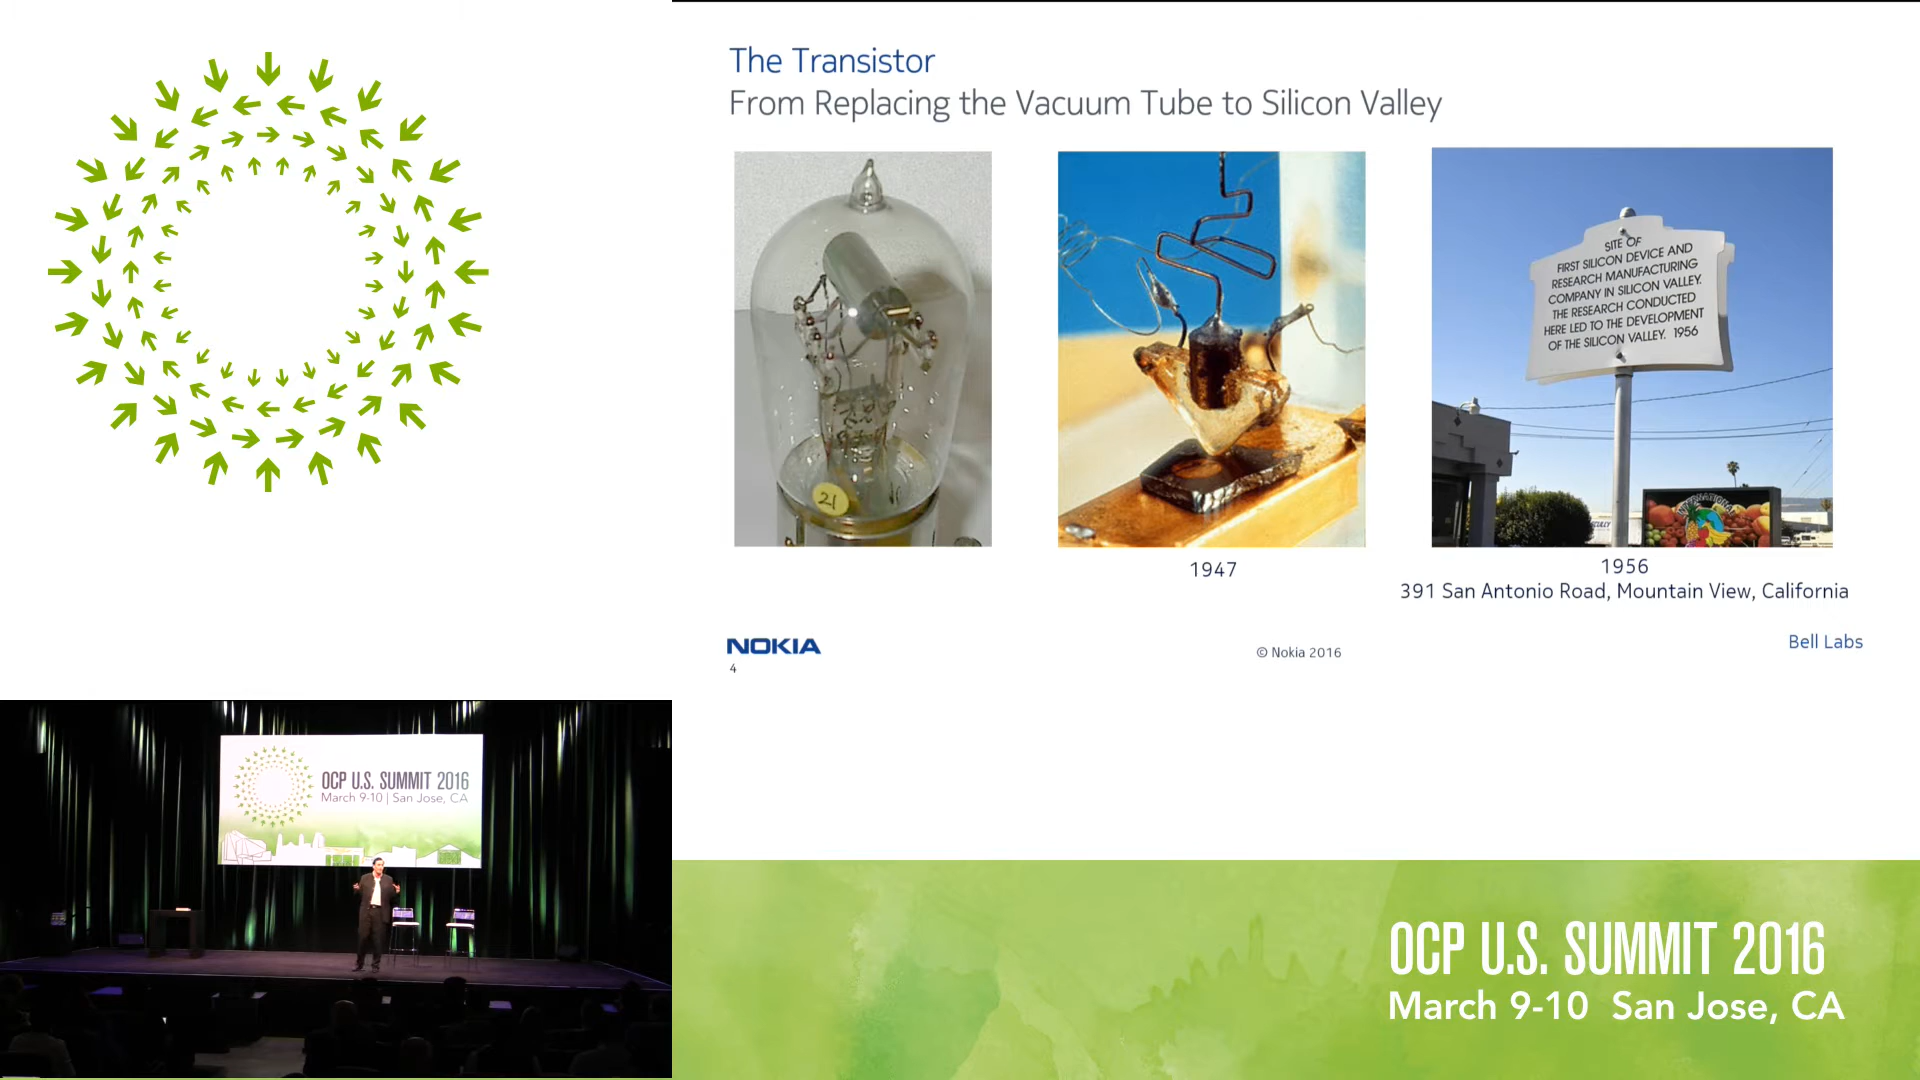 The Transistor
From Replacing the Vacuum Tube to Silicon Valley
21
SITE OF
FIRST SILICON DEVICE AND
RESEARCH MANUFACTURING
COMPANY IN SILICON VALLEY.
THE RESEARCH CONDUCTED
HERE LED TO THE DEVELOPMENT
OF THE SILICON VALLEY. 1956
INTERNATIONAL
1947
1956
391 San Antonio Road, Mountain View, California
NOKIA
4
© Nokia 2016
Bell Labs
OCP U.S. SUMMIT 2016
March 9-10 | San Jose, CA
OCP U.S. SUMMIT 2016
March 9-10 San Jose, CA